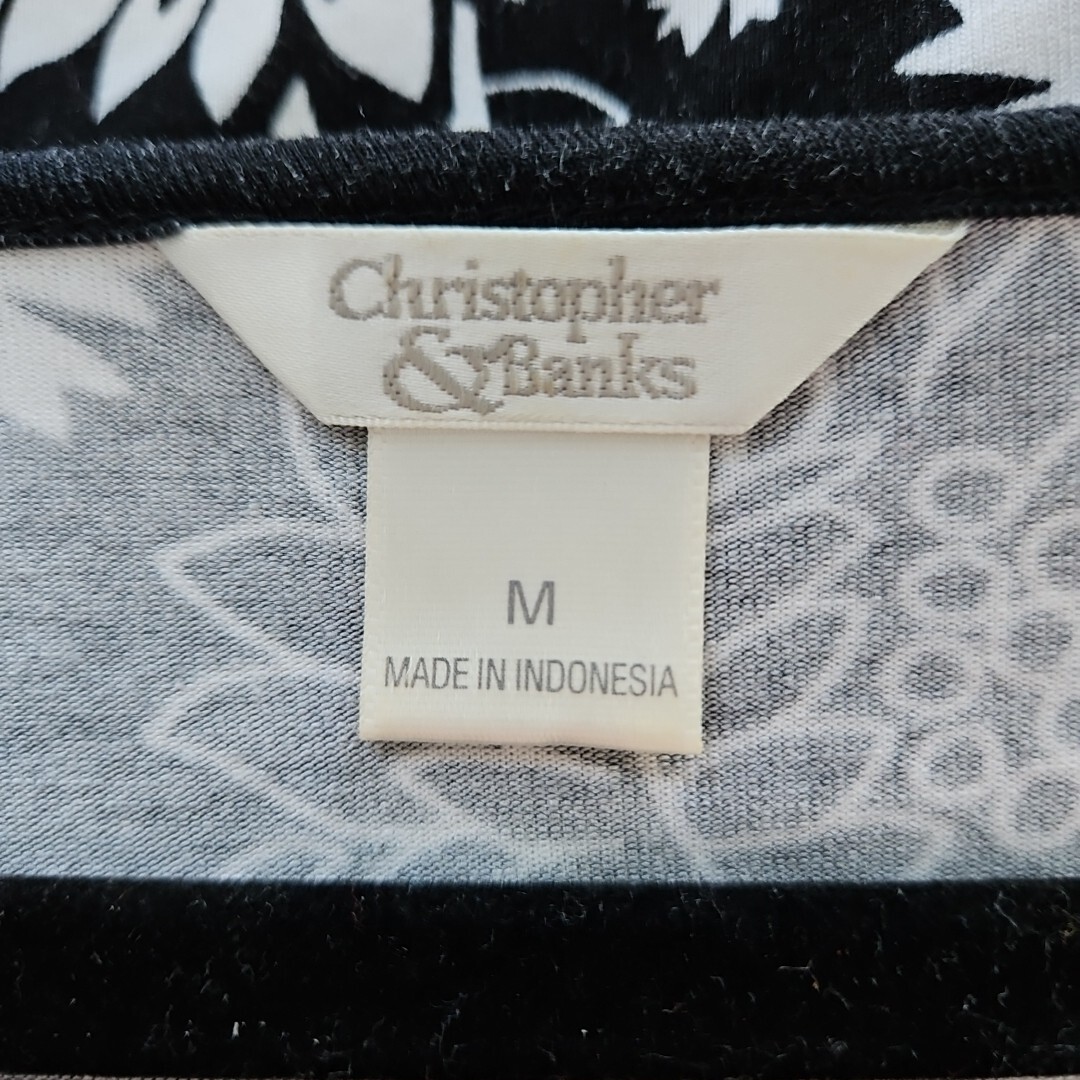 Christopher
& Banks
M
MADE IN INDONESIA